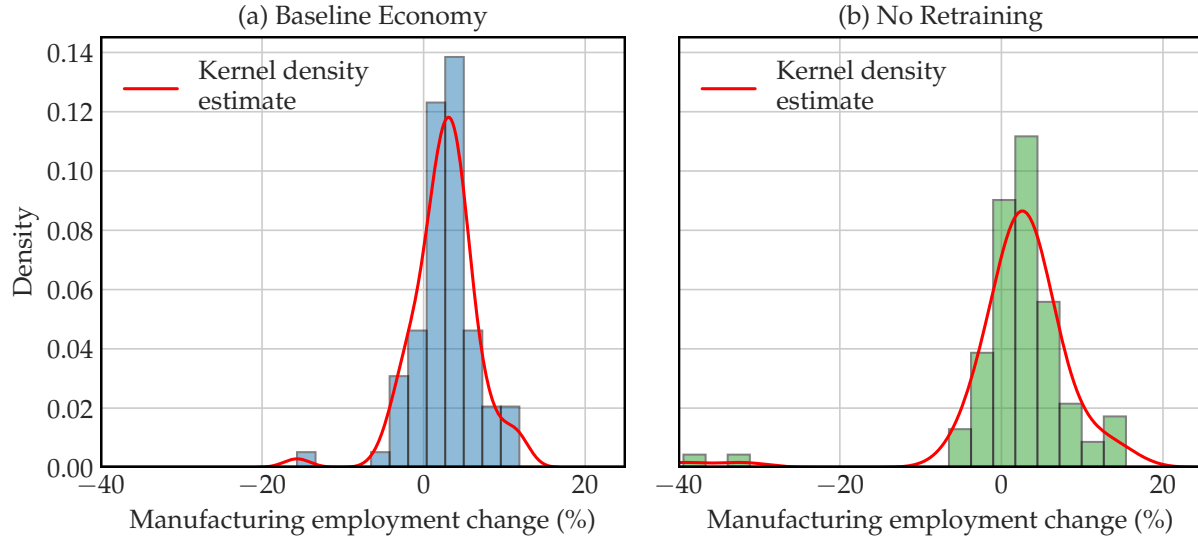 (a) Baseline Economy
(b) No Retraining
Kernel density
estimate
Kernel density
estimate
Density
0.14
0.12
0.10
0.08
0.06
0.04
0.02
0.00
−40
−20
0
20
−40
−20
0
20
Manufacturing employment change (%)
Manufacturing employment change (%)